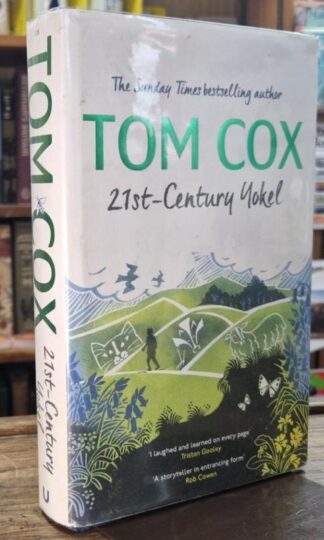 The Sunday Times bestselling author
TOM COX
21st-Century Yokel
'I laughed and learned on every page'
Tristan Gooley
'A storyteller in entrancing form'
Rob Cowen
TOM COX
21st-Century
Yokel
U